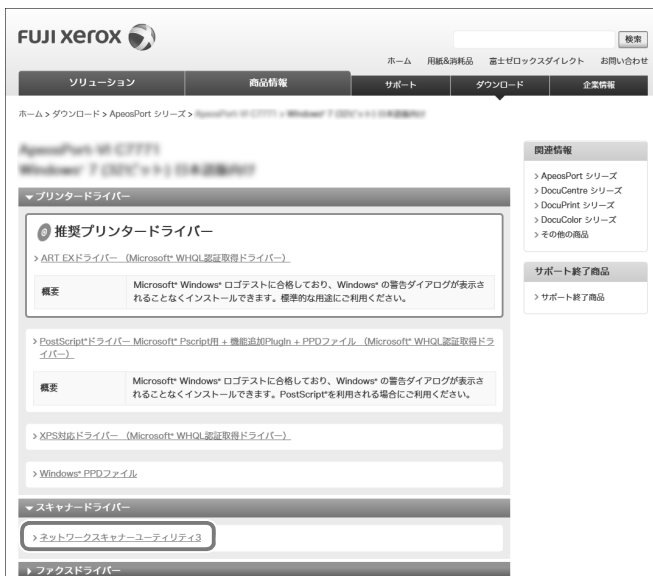 FUJI xerox
検索
ホーム 用紙&消耗品 富士ゼロックスダイレクト お問い合わせ
ソリューション 商品情報 サポート ダウンロード 企業情報
ホーム > ダウンロード > ApeosPort シリーズ >
関連情報
> ApeosPort シリーズ
> DocuCentre シリーズ
> DocuPrint シリーズ
> DocuColor シリーズ
> その他の商品
サポート終了商品
> サポート終了商品
プリンタードライバー
推奨プリンタードライバー
> ART EXドライバー (Microsoft® WHQL認証取得ドライバー)
概要
Microsoft® Windows® ロゴテストに合格しており、Windows® の警告ダイアログが表示さ
れることなくインストールできます。標準的な用途にご利用ください。
> PostScript®ドライバー Microsoft® Pscript用 + 機能追加PlugIn + PPDファイル (Microsoft® WHQL認証取得ドラ
イバー)
概要
Microsoft® Windows® ロゴテストに合格しており、Windows® の警告ダイアログが表示さ
れることなくインストールできます。PostScript®を利用される場合にご利用ください。
> XPS対応ドライバー (Microsoft® WHQL認証取得ドライバー)
> Windows® PPDファイル
スキャナードライバー
> ネットワークスキャナーユーティリティ3
ファクスドライバー